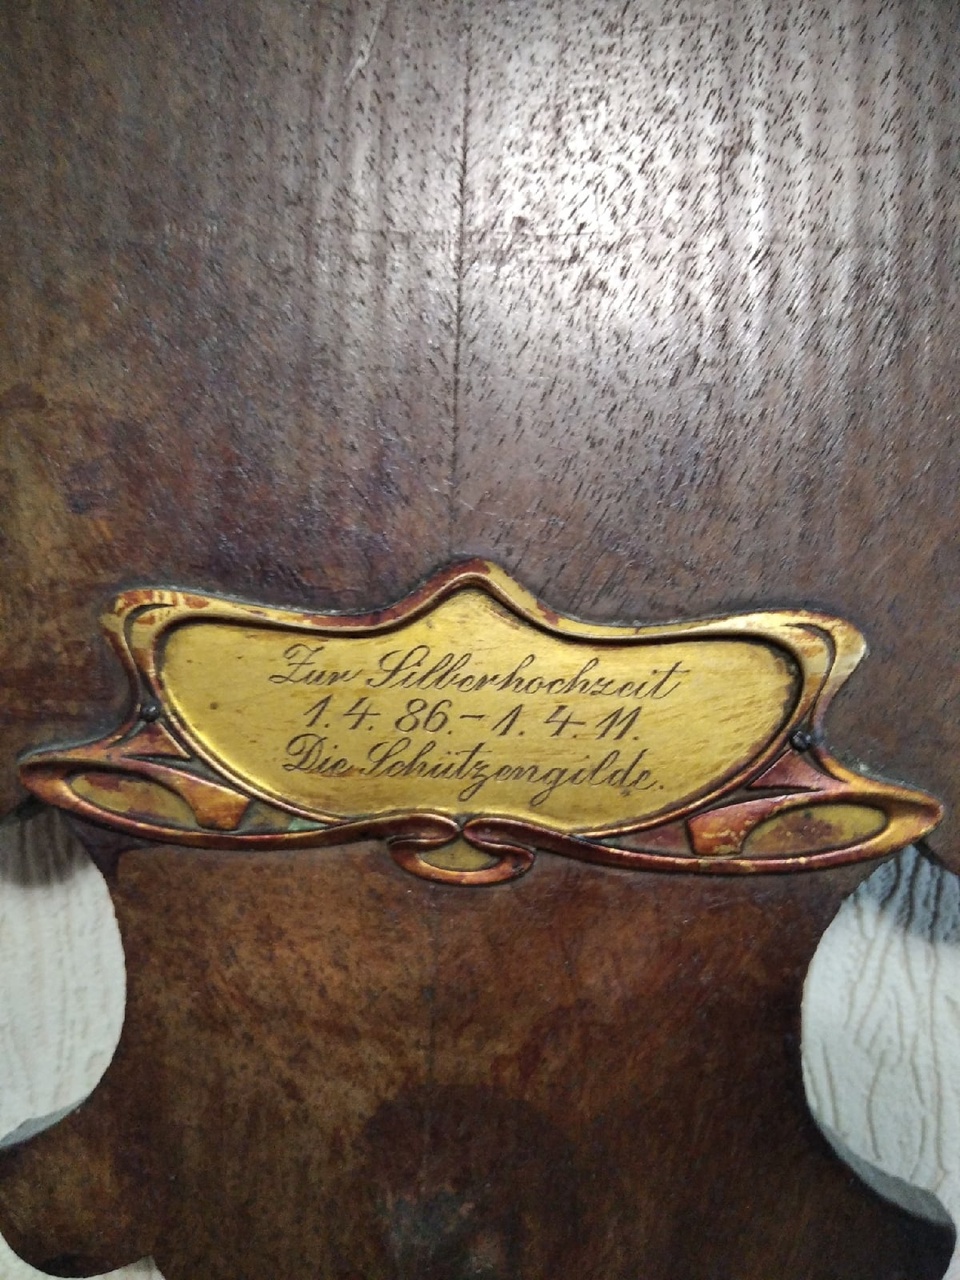 Zur Silberhochzeit
1. 4. 86. – 1. 4. 11.
Die Schützengilde.